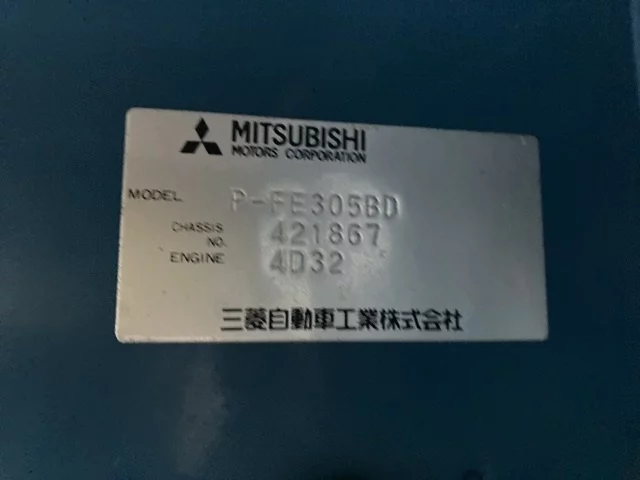 MITSUBISHI
MOTORS CORPORATION
MODEL P-FE305BD
CHASSIS NO. 421867
ENGINE 4D32
三菱自動車工業株式会社